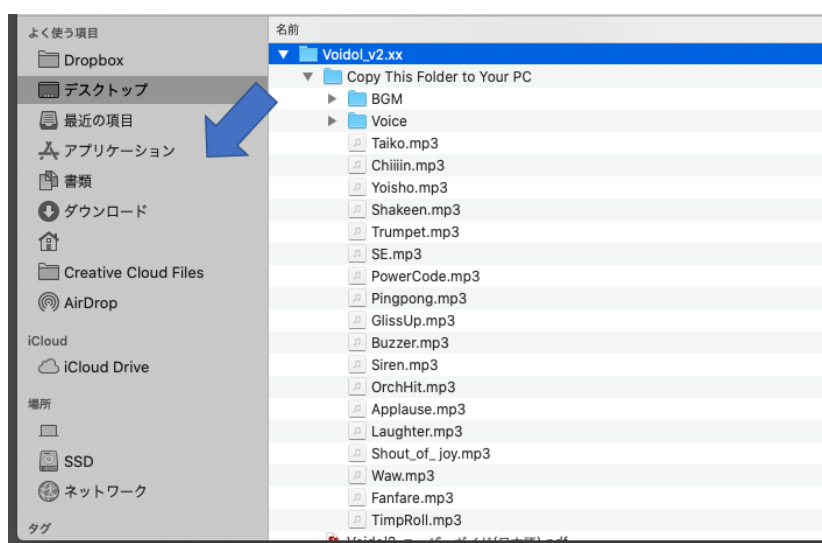 よく使う項目
Dropbox
デスクトップ
最近の項目
アプリケーション
書類
ダウンロード
Creative Cloud Files
AirDrop
iCloud
iCloud Drive
場所
SSD
ネットワーク
タグ
名前
Voidol_v2.xx
Copy This Folder to Your PC
BGM
Voice
Taiko.mp3
Chiiiin.mp3
Yoisho.mp3
Shakeen.mp3
Trumpet.mp3
SE.mp3
PowerCode.mp3
Pingpong.mp3
GlissUp.mp3
Buzzer.mp3
Siren.mp3
OrchHit.mp3
Applause.mp3
Laughter.mp3
Shout_of_ joy.mp3
Waw.mp3
Fanfare.mp3
TimpRoll.mp3